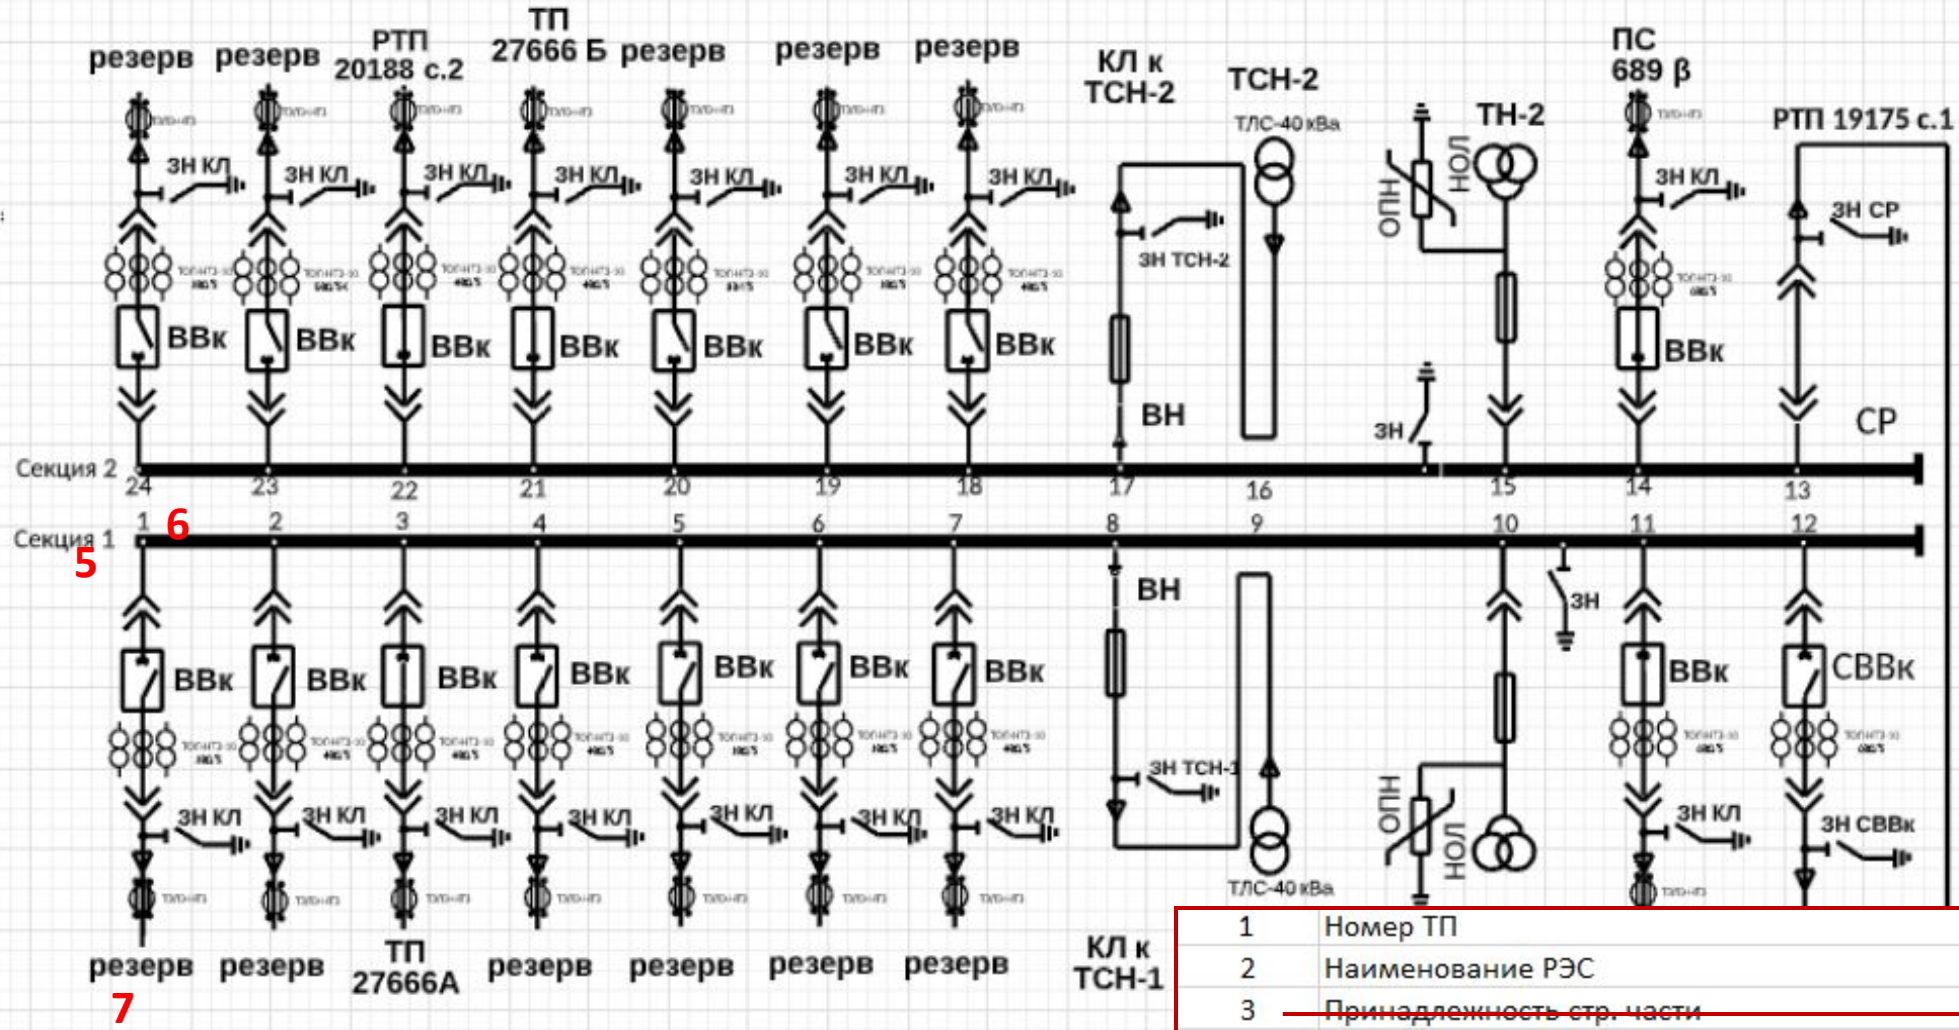 резерв
резерв
РТП
20188 с.2
ТП
27666 Б
резерв
резерв
резерв
КЛ к
ТСН-2
ТСН-2
ТЛС-40 кВа
ТН-2
ПС
689 β
РТП 19175 с.1
ЗН КЛ
ЗН КЛ
ЗН КЛ
ЗН КЛ
ЗН КЛ
ЗН КЛ
ЗН КЛ
ЗН ТСН-2
ОПН
НОЛ
ЗН КЛ
ЗН СР
ВВк
ВВк
ВВк
ВВк
ВВк
ВВк
ВВк
ВН
ЗН
ВВк
СР
Секция 2
24
23
22
21
20
19
18
17
16
15
14
13
1
6
2
3
4
5
6
7
8
9
10
11
12
Секция 1
5
ВВк
ВВк
ВВк
ВВк
ВВк
ВВк
ВВк
ВН
ЗН
ВВк
СВВк
ЗН КЛ
ЗН КЛ
ЗН КЛ
ЗН КЛ
ЗН КЛ
ЗН КЛ
ЗН КЛ
ЗН ТСН-1
ОПН
НОЛ
ЗН КЛ
ЗН СВВк
ТЛС-40 кВа
резерв
резерв
ТП
27666А
резерв
резерв
резерв
резерв
КЛ к
ТСН-1
7
1 Номер ТП
2 Наименование РЭС
3 Принадлежность стр. части